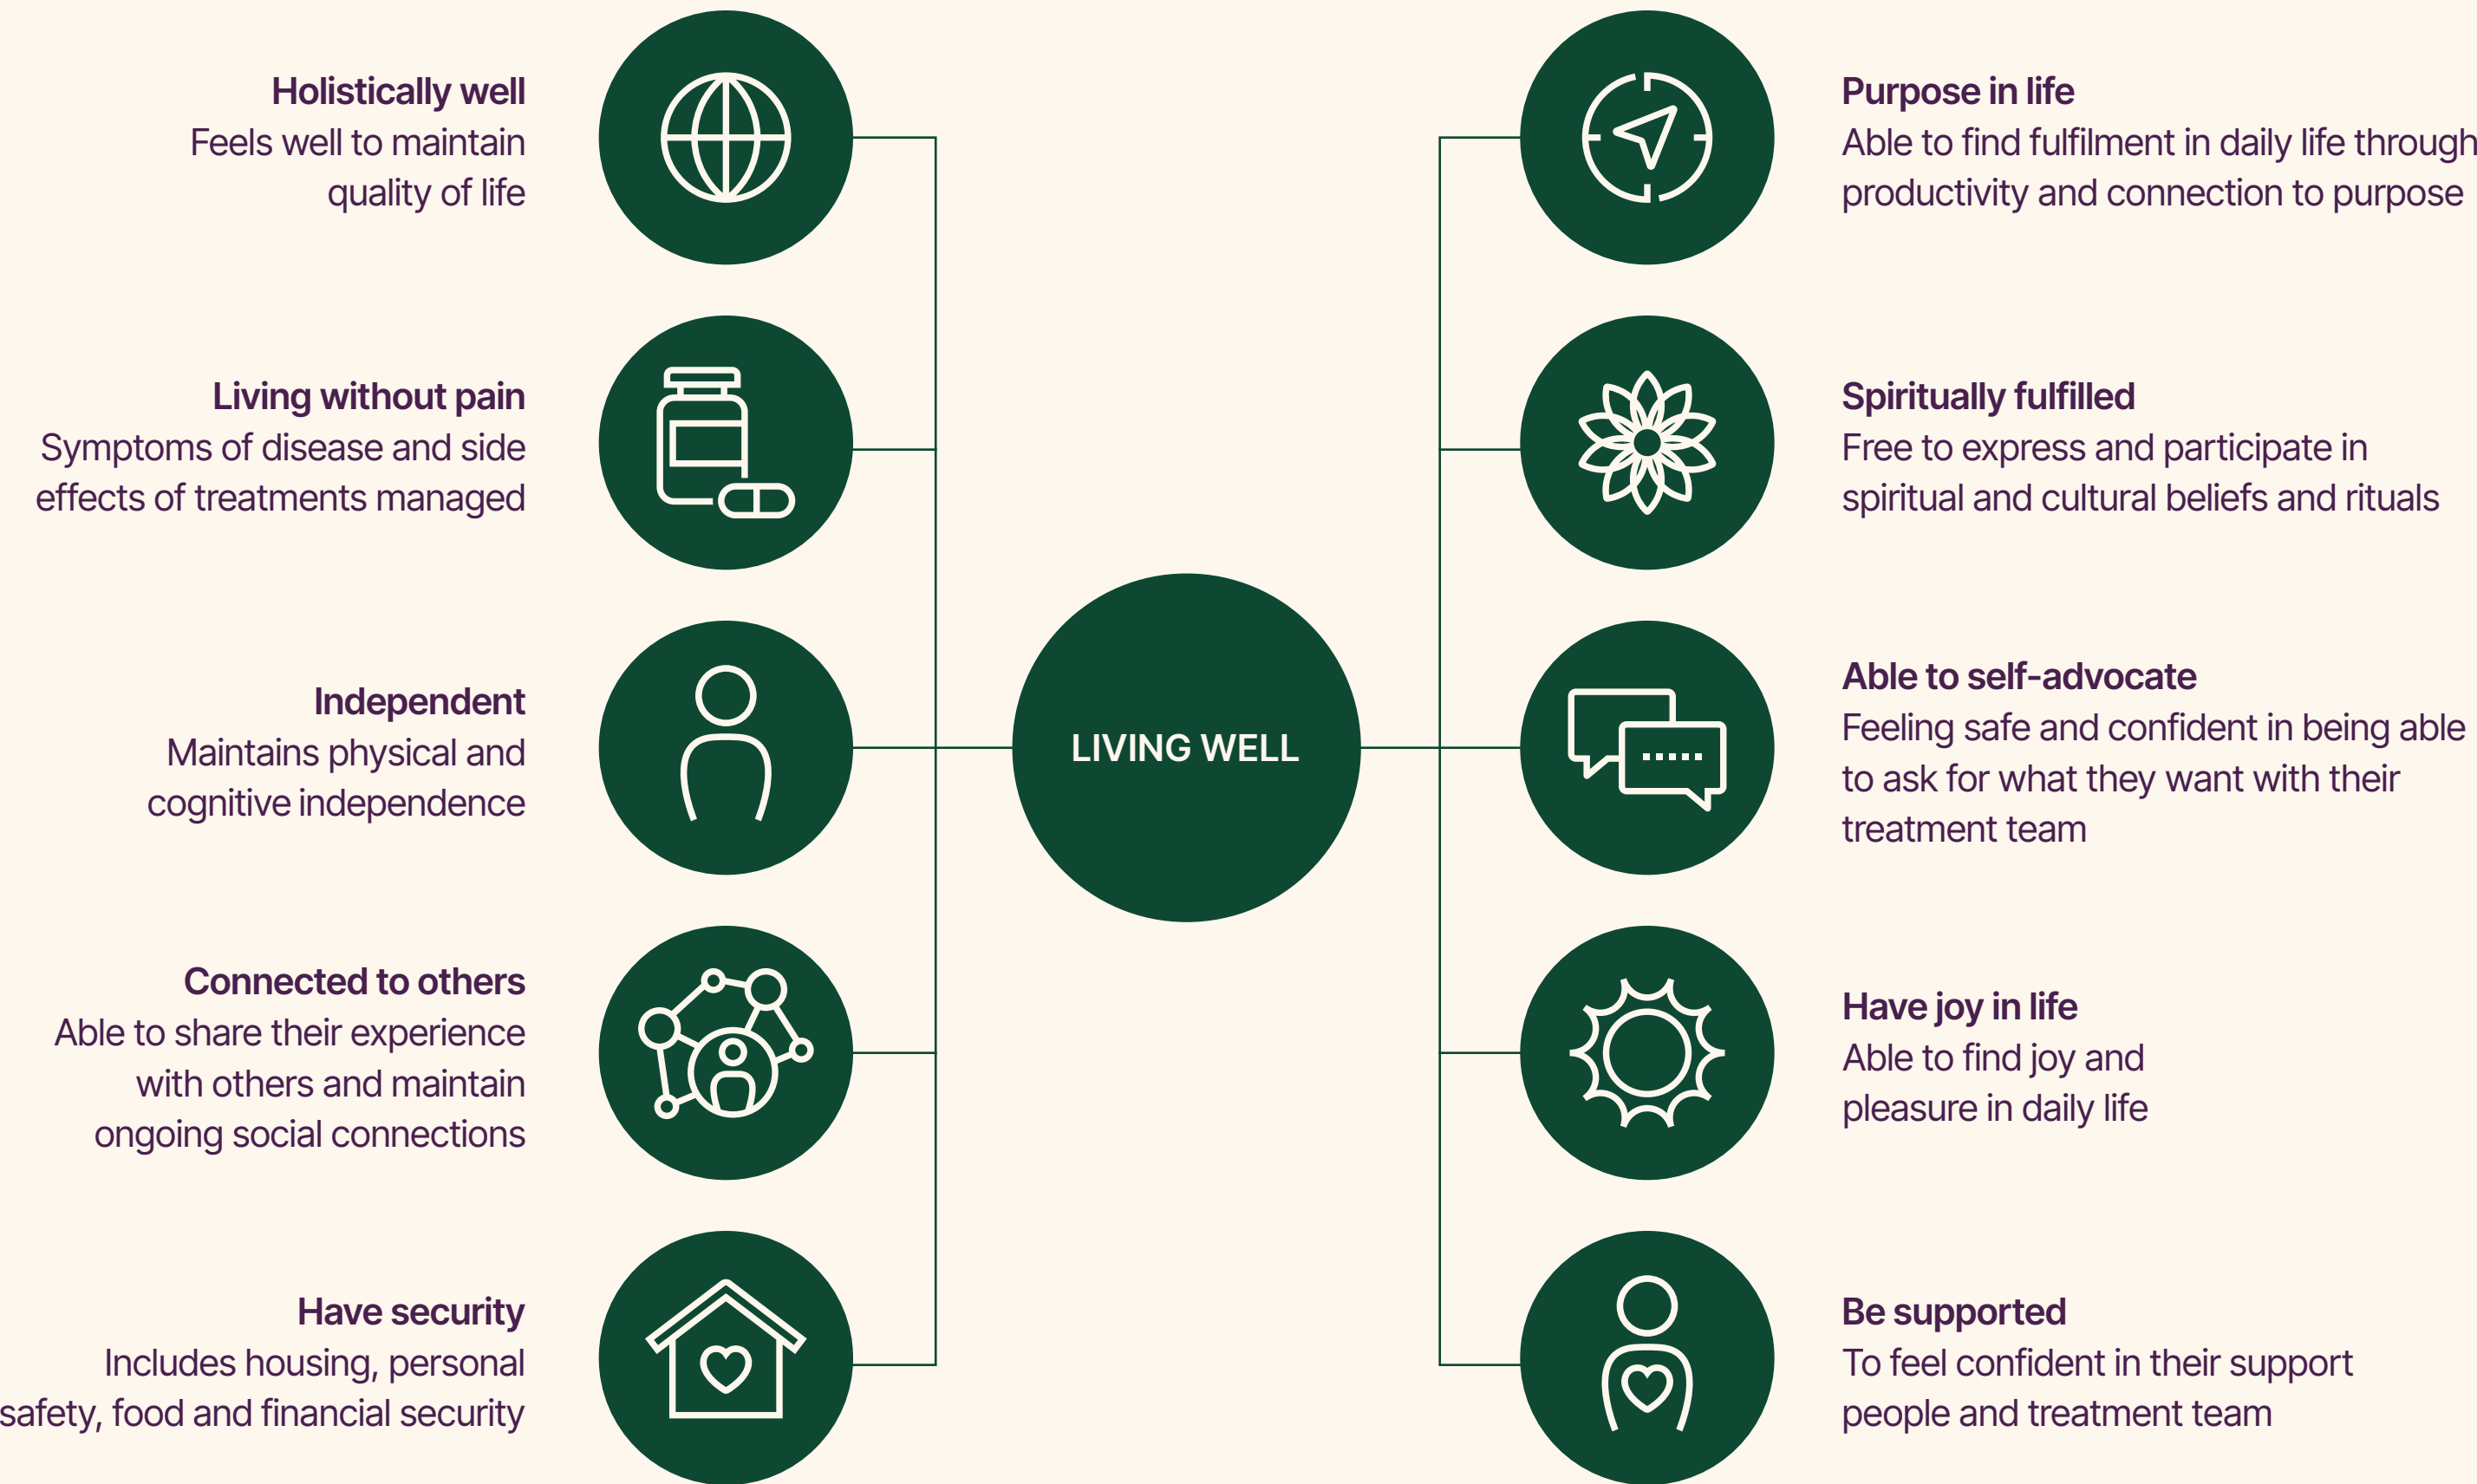 Holistically well
Feels well to maintain
quality of life
Living without pain
Symptoms of disease and side
effects of treatments managed
Independent
Maintains physical and
cognitive independence
Connected to others
Able to share their experience
with others and maintain
ongoing social connections
Have security
Includes housing, personal
safety, food and financial security
LIVING WELL
Purpose in life
Able to find fulfilment in daily life through
productivity and connection to purpose
Spiritually fulfilled
Free to express and participate in
spiritual and cultural beliefs and rituals
Able to self-advocate
Feeling safe and confident in being able
to ask for what they want with their
treatment team
Have joy in life
Able to find joy and
pleasure in daily life
Be supported
To feel confident in their support
people and treatment team